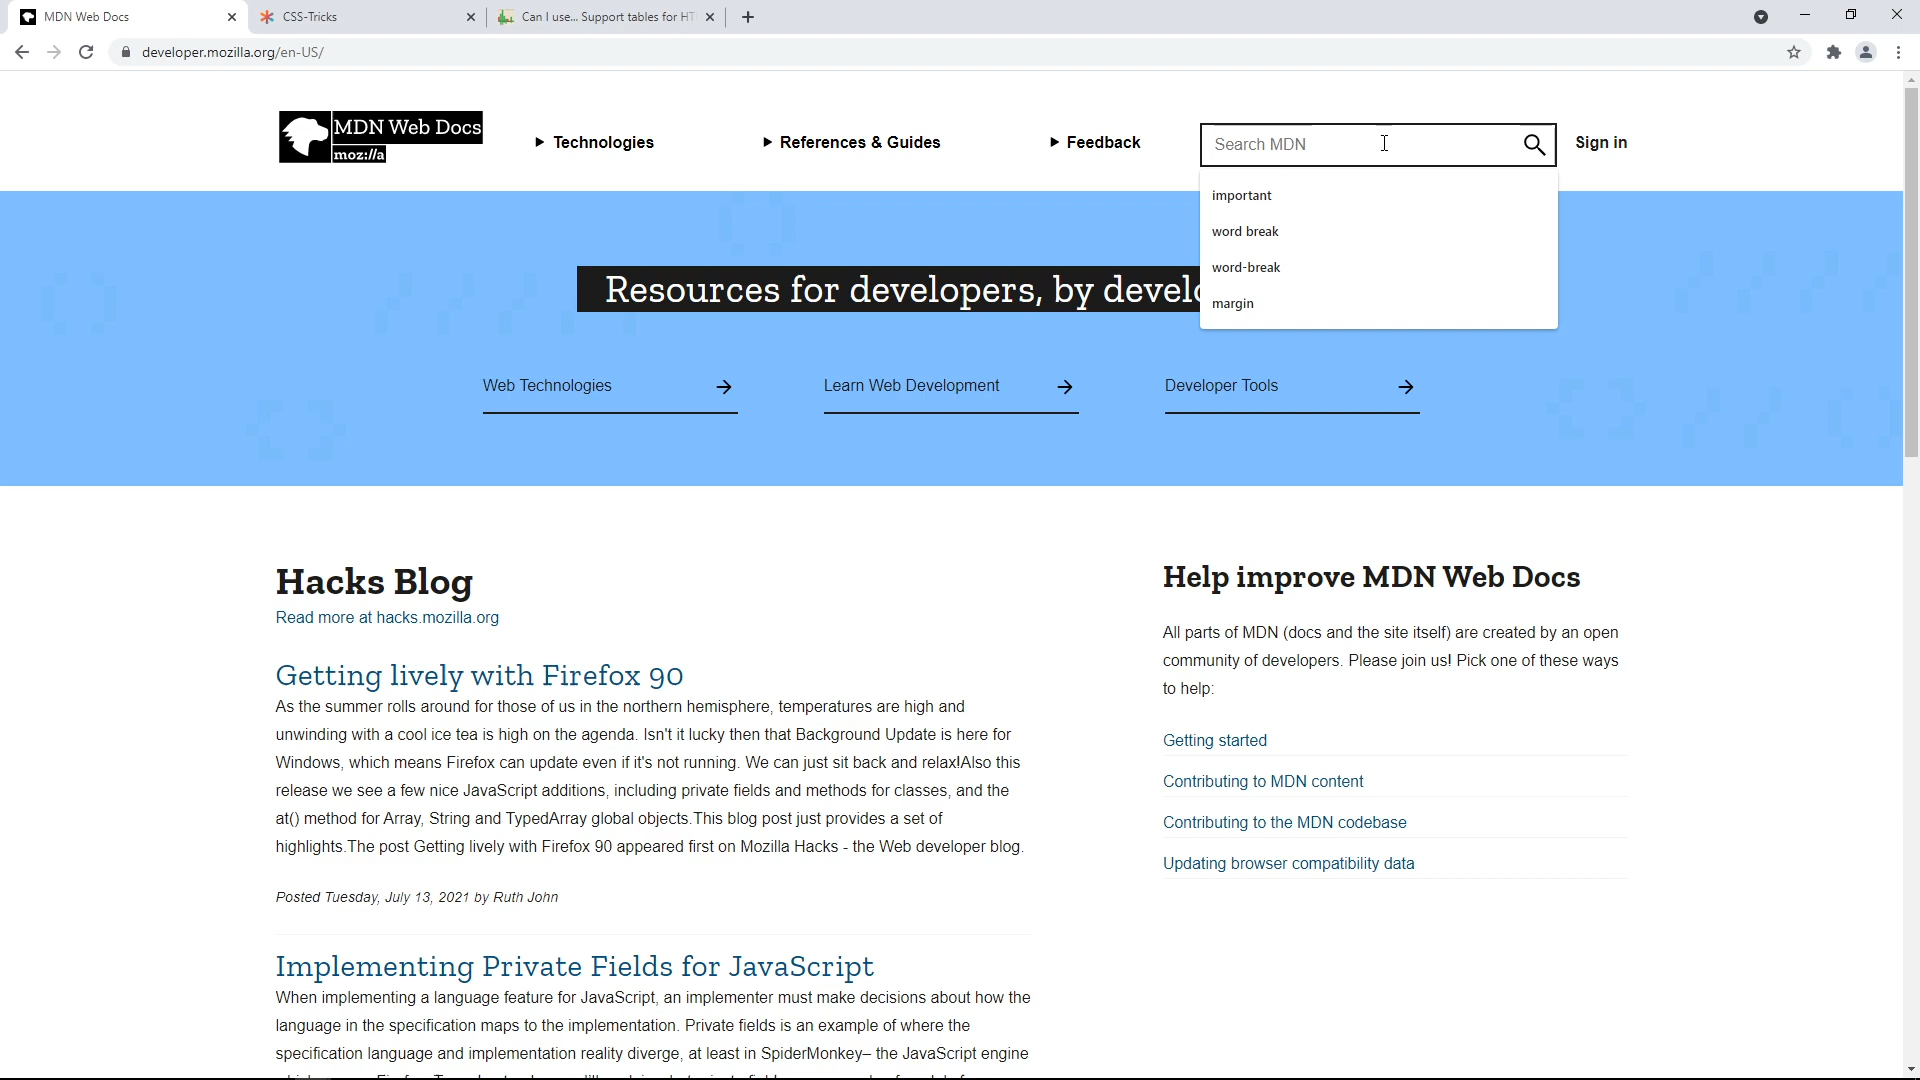 MDN Web Docs
CSS-Tricks
Can I use... Support tables for HT
developer.mozilla.org/en-US/
MDN Web Docs
moz://a
Technologies
References & Guides
Feedback
Search MDN
Sign in
important
word break
word-break
margin
Resources for developers, by develo
Web Technologies
Learn Web Development
Developer Tools
Hacks Blog
Read more at hacks.mozilla.org
Getting lively with Firefox 90
As the summer rolls around for those of us in the northern hemisphere, temperatures are high and
unwinding with a cool ice tea is high on the agenda. Isn't it lucky then that Background Update is here for
Windows, which means Firefox can update even if it's not running. We can just sit back and relax!Also this
release we see a few nice JavaScript additions, including private fields and methods for classes, and the
at() method for Array, String and TypedArray global objects.This blog post just provides a set of
highlights.The post Getting lively with Firefox 90 appeared first on Mozilla Hacks - the Web developer blog.
Posted Tuesday, July 13, 2021 by Ruth John
Implementing Private Fields for JavaScript
When implementing a language feature for JavaScript, an implementer must make decisions about how the
language in the specification maps to the implementation. Private fields is an example of where the
specification language and implementation reality diverge, at least in SpiderMonkey– the JavaScript engine
Help improve MDN Web Docs
All parts of MDN (docs and the site itself) are created by an open
community of developers. Please join us! Pick one of these ways
to help:
Getting started
Contributing to MDN content
Contributing to the MDN codebase
Updating browser compatibility data